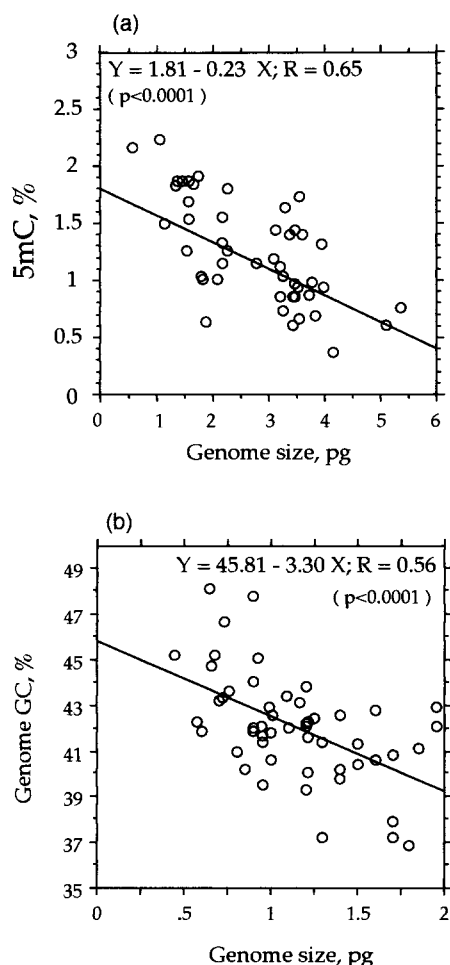 (a)
Y = 1.81 - 0.23 X; R = 0.65
( p<0.0001 )
3
2.5
2
1.5
1
0.5
0
5mC, %
0 1 2 3 4 5 6
Genome size, pg
(b)
Y = 45.81 - 3.30 X; R = 0.56
( p<0.0001 )
49
47
45
43
41
39
37
35
Genome GC, %
0 .5 1 1.5 2
Genome size, pg